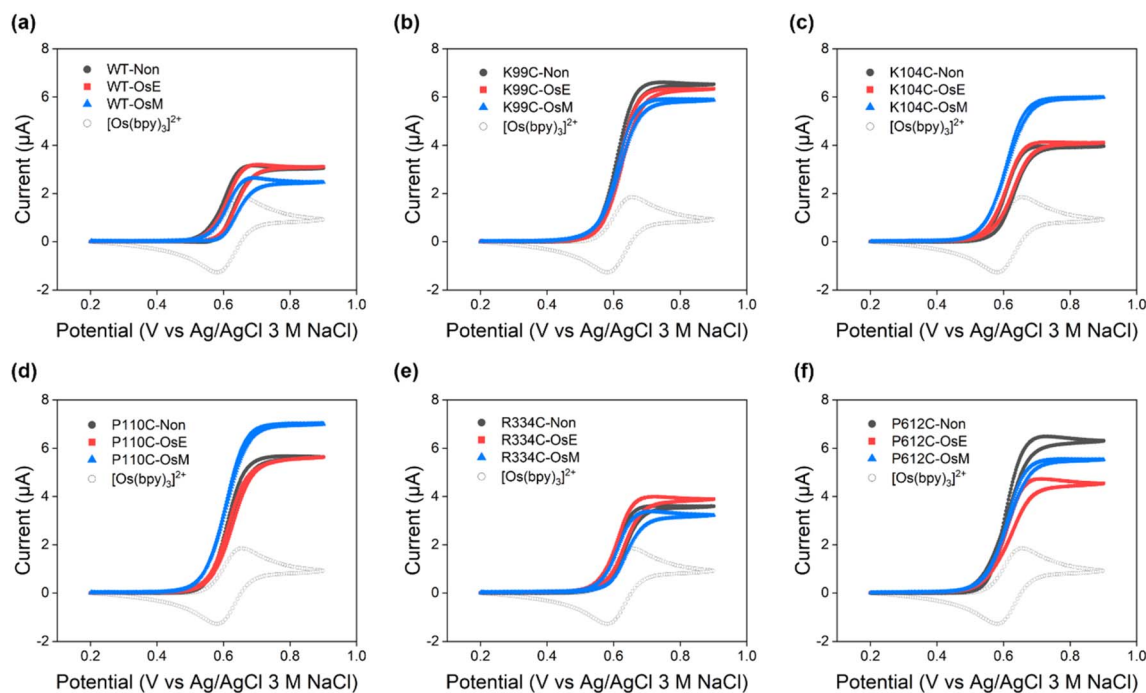 (a)
8
6
4
2
0
-2
Current (μA)
WT-Non
WT-OsE
WT-OsM
[Os(bpy)₃]²⁺
0.2 0.4 0.6 0.8 1.0
Potential (V vs Ag/AgCl 3 M NaCl)
(b)
8
6
4
2
0
-2
Current (μA)
K99C-Non
K99C-OsE
K99C-OsM
[Os(bpy)₃]²⁺
0.2 0.4 0.6 0.8 1.0
Potential (V vs Ag/AgCl 3 M NaCl)
(c)
8
6
4
2
0
-2
Current (μA)
K104C-Non
K104C-OsE
K104C-OsM
[Os(bpy)₃]²⁺
0.2 0.4 0.6 0.8 1.0
Potential (V vs Ag/AgCl 3 M NaCl)
(d)
8
6
4
2
0
-2
Current (μA)
P110C-Non
P110C-OsE
P110C-OsM
[Os(bpy)₃]²⁺
0.2 0.4 0.6 0.8 1.0
Potential (V vs Ag/AgCl 3 M NaCl)
(e)
8
6
4
2
0
-2
Current (μA)
R334C-Non
R334C-OsE
R334C-OsM
[Os(bpy)₃]²⁺
0.2 0.4 0.6 0.8 1.0
Potential (V vs Ag/AgCl 3 M NaCl)
(f)
8
6
4
2
0
-2
Current (μA)
P612C-Non
P612C-OsE
P612C-OsM
[Os(bpy)₃]²⁺
0.2 0.4 0.6 0.8 1.0
Potential (V vs Ag/AgCl 3 M NaCl)